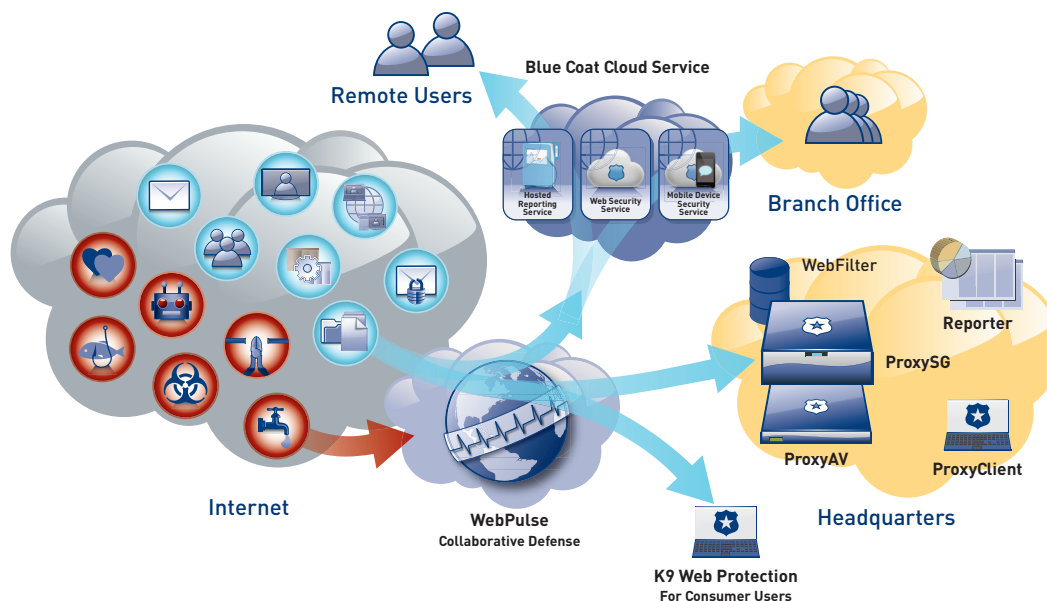 Remote Users
Blue Coat Cloud Service
Hosted
Reporting
Service
Web Security
Service
Mobile Device
Security
Service
Branch Office
WebFilter
Reporter
ProxySG
ProxyAV
ProxyClient
Headquarters
Internet
WebPulse
Collaborative Defense
K9 Web Protection
For Consumer Users